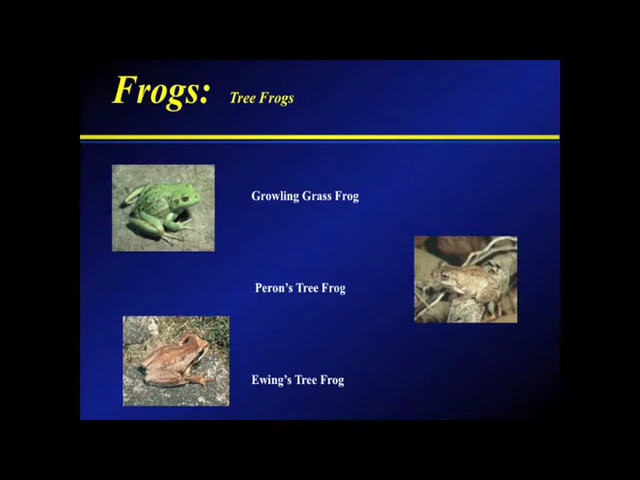 Frogs: Tree Frogs
Growling Grass Frog
Peron's Tree Frog
Ewing's Tree Frog